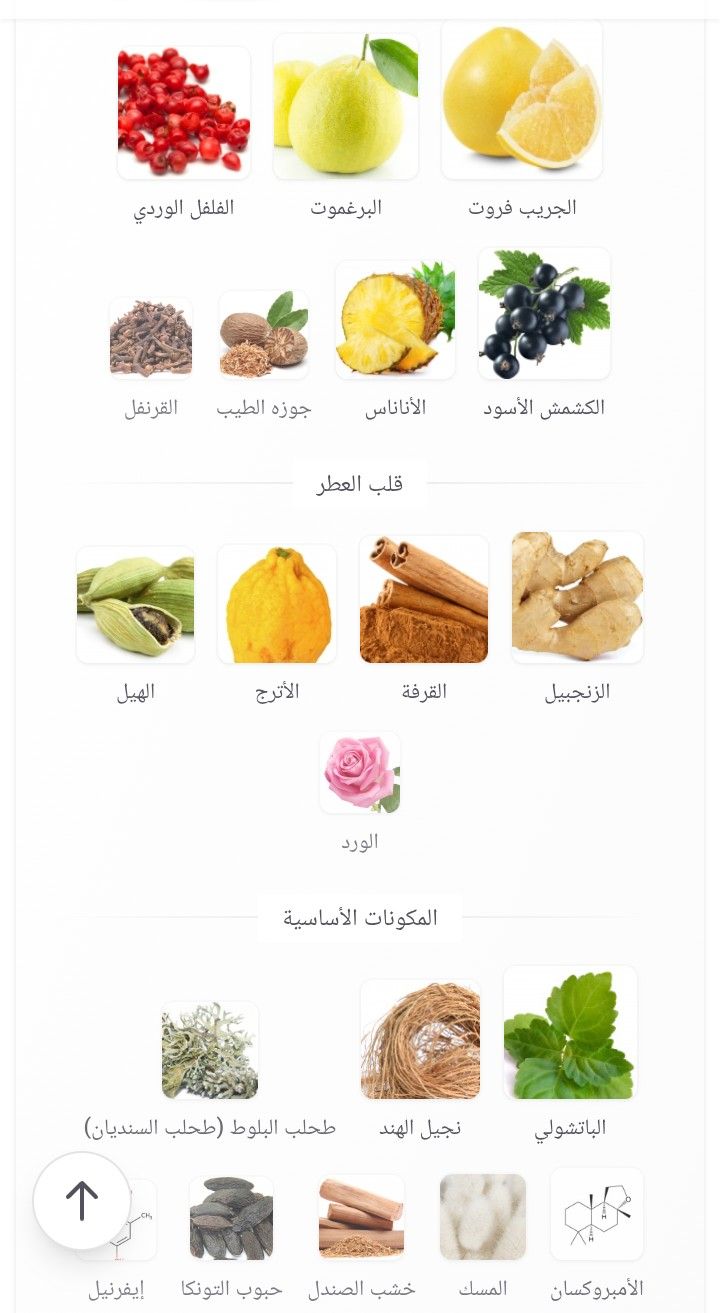 الجريب فروت البرغموت الفلفل الوردي
الكشمش الأسود الأناناس جوزه الطيب القرنفل
قلب العطر
الزنجبيل القرفة الأترج الهيل
الورد
المكونات الأساسية
الباتشولي نجيل الهند طحلب البلوط (طحلب السنديان)
O H H H
CH₃
الأمبروكسان المسك خشب الصندل حبوب التونكا إيفرنيل